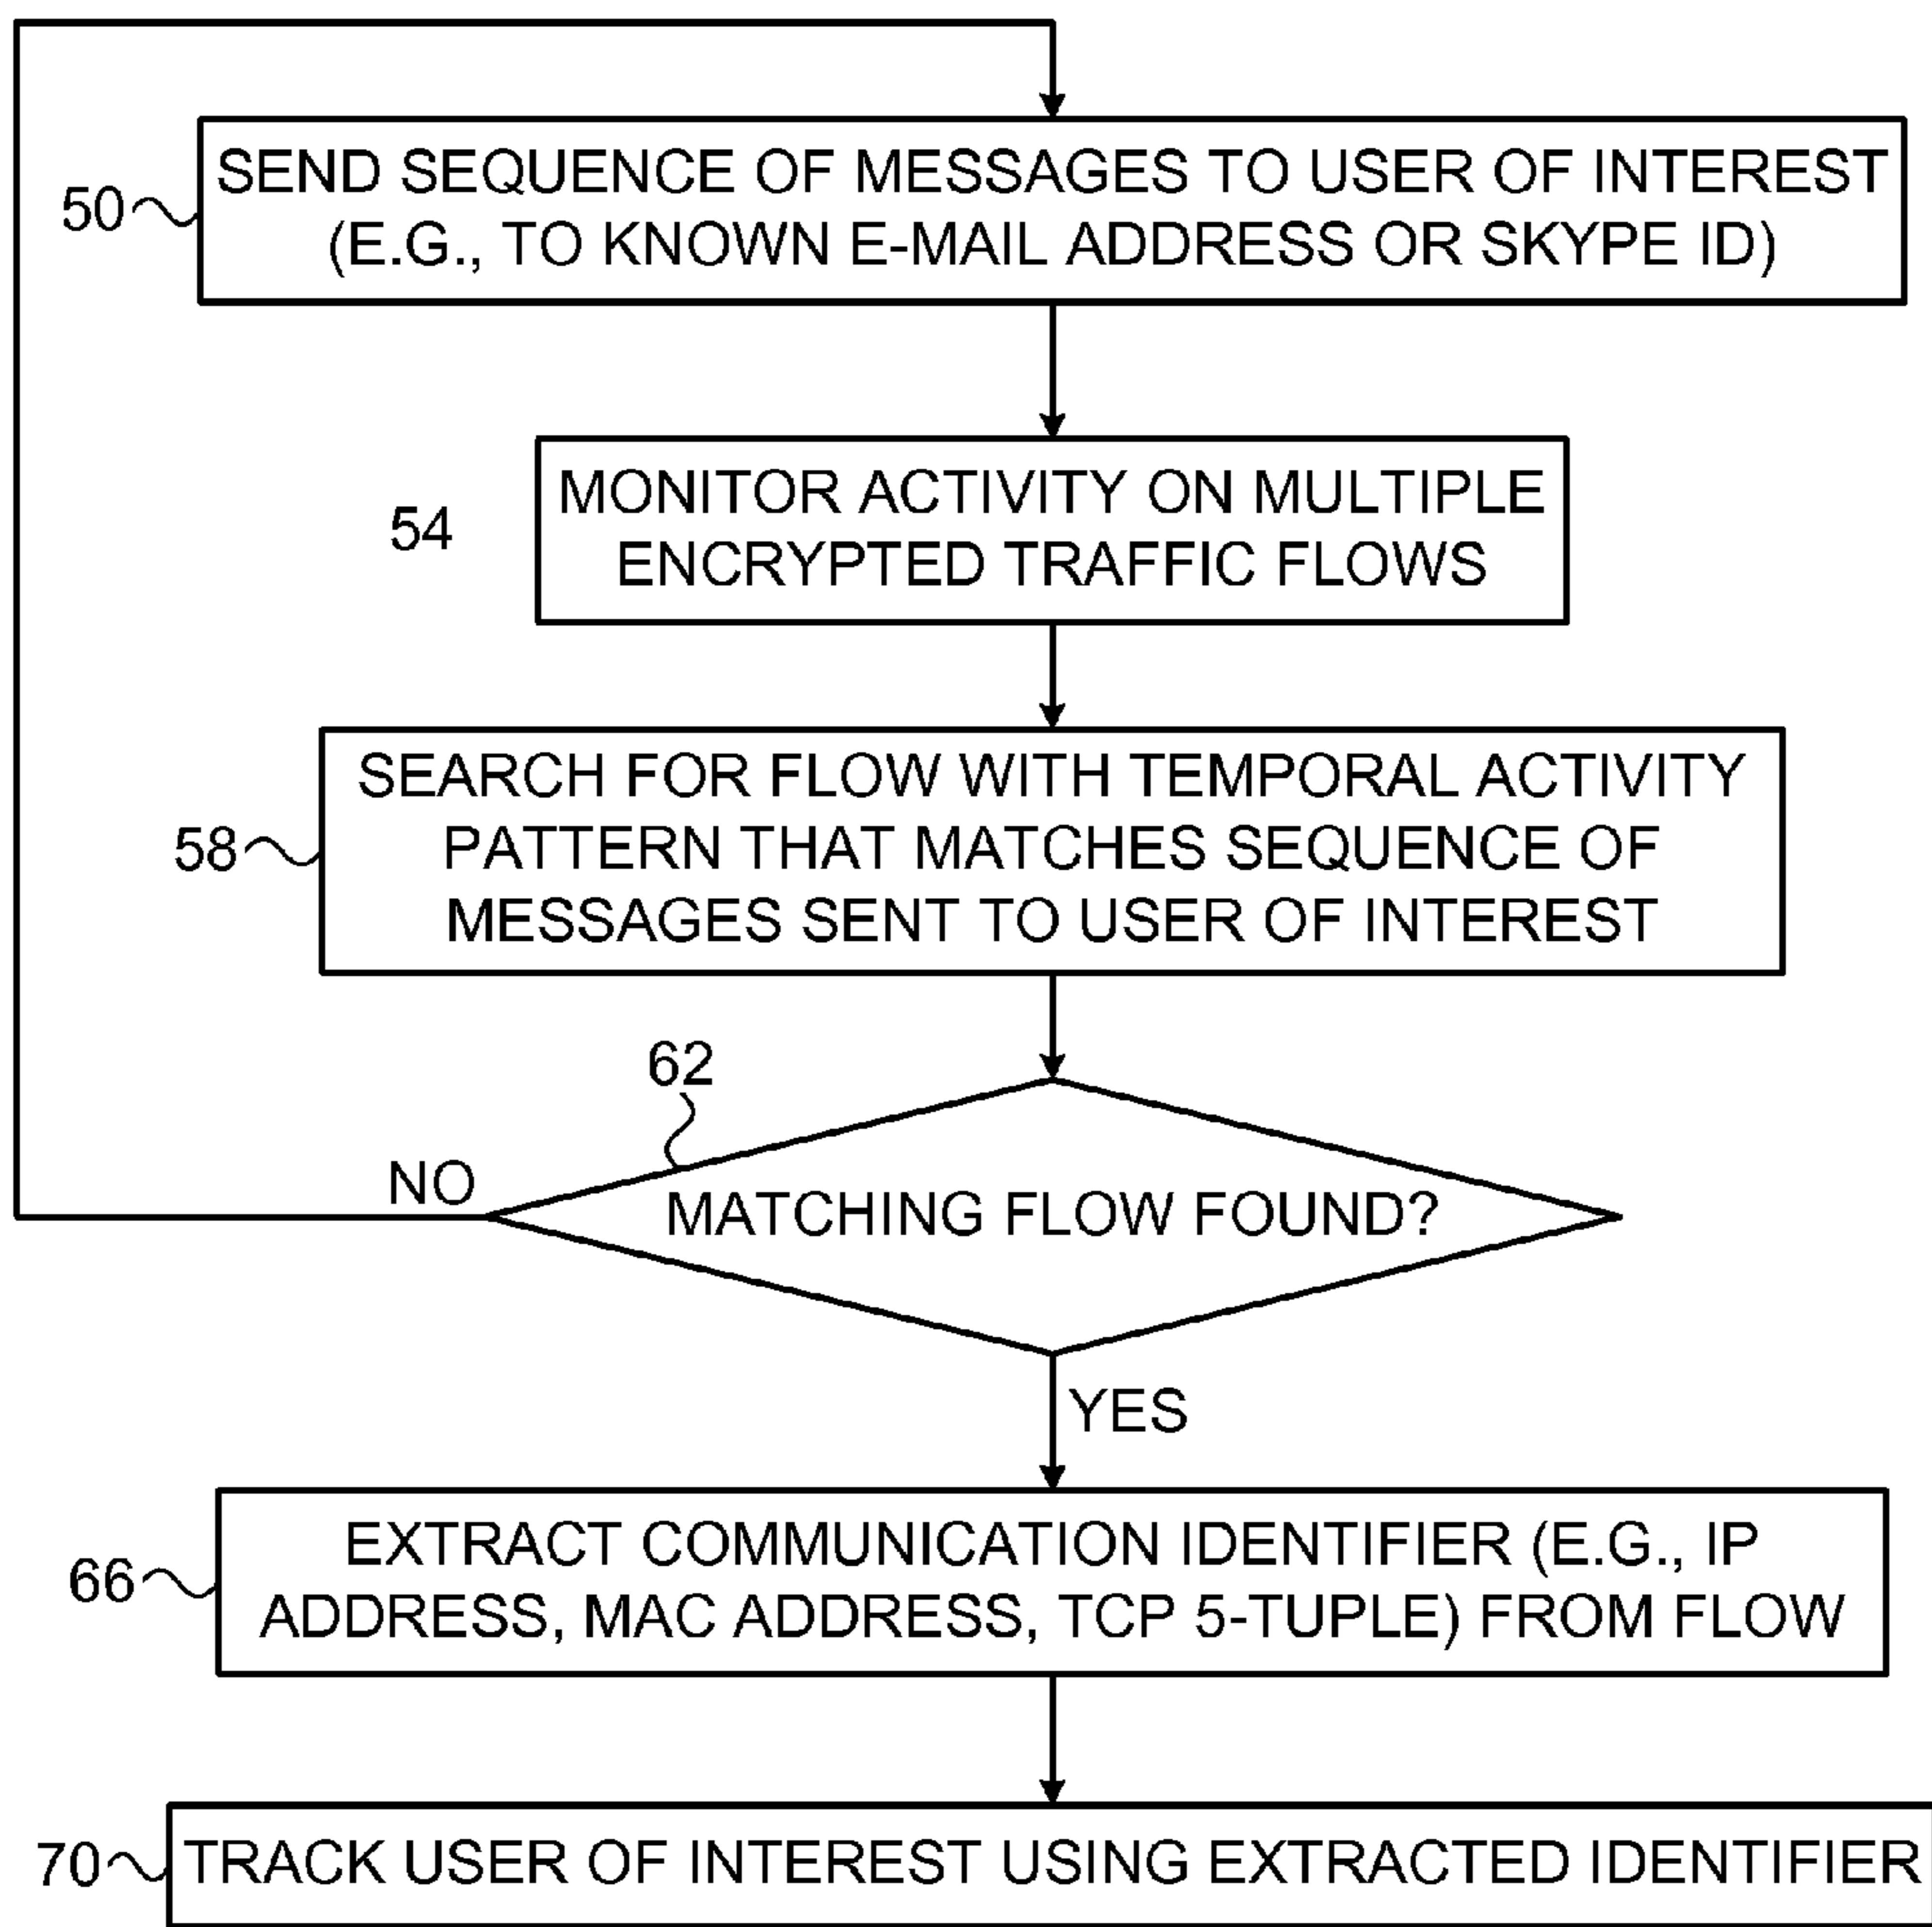 50
SEND SEQUENCE OF MESSAGES TO USER OF INTEREST
(E.G., TO KNOWN E-MAIL ADDRESS OR SKYPE ID)
54
MONITOR ACTIVITY ON MULTIPLE
ENCRYPTED TRAFFIC FLOWS
58
SEARCH FOR FLOW WITH TEMPORAL ACTIVITY
PATTERN THAT MATCHES SEQUENCE OF
MESSAGES SENT TO USER OF INTEREST
62
NO
MATCHING FLOW FOUND?
YES
66
EXTRACT COMMUNICATION IDENTIFIER (E.G., IP
ADDRESS, MAC ADDRESS, TCP 5-TUPLE) FROM FLOW
70
TRACK USER OF INTEREST USING EXTRACTED IDENTIFIER